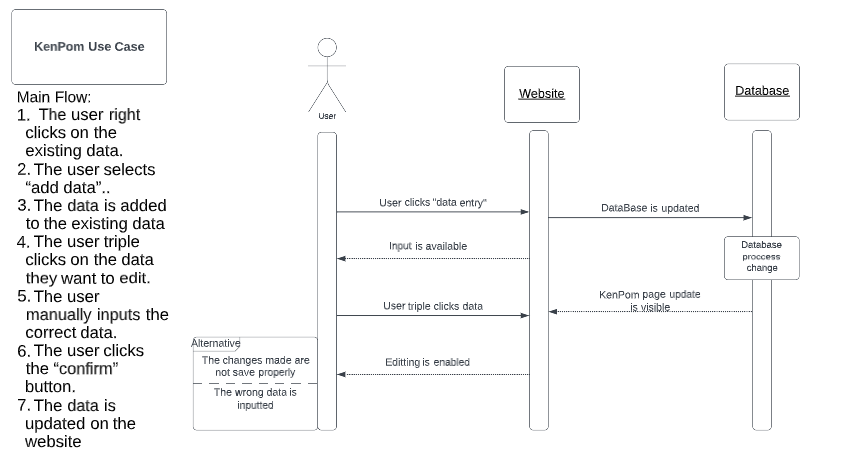 KenPom Use Case
Main Flow:
1. The user right
clicks on the
existing data.
2. The user selects
“add data”..
3. The data is added
to the existing data
4. The user triple
clicks on the data
they want to edit.
5. The user
manually inputs the
correct data.
6. The user clicks
the “confirm”
button.
7. The data is
updated on the
website
User
Website
Database
User clicks "data entry"
DataBase is updated
Input is available
Database
proccess
change
KenPom page update
is visible
User triple clicks data
Alternative
The changes made are
not save properly
Editting is enabled
The wrong data is
inputted